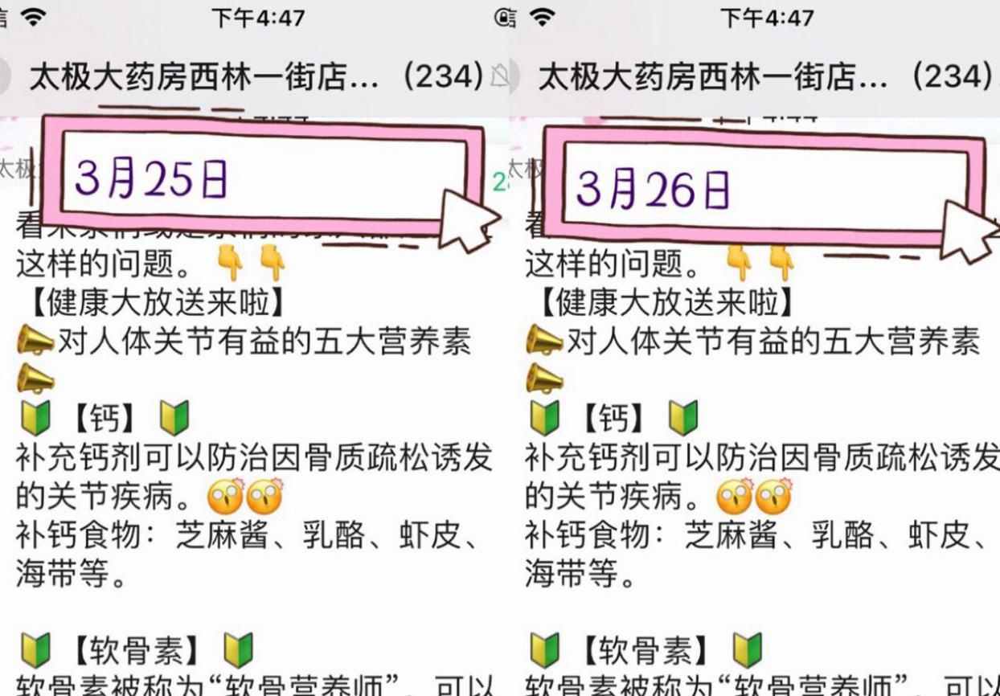 下午4:47
太极大药房西林一街店... (234)
3月25日
太极
这样的问题。👇👇
【健康大放送来啦】
📣对人体关节有益的五大营养素
📣
🔰【钙】🔰
补充钙剂可以防治因骨质疏松诱发
的关节疾病。
补钙食物：芝麻酱、乳酪、虾皮、
海带等。
🔰【软骨素】🔰
软骨素被称为“软骨营养师”，可以
下午4:47
太极大药房西林一街店... (234)
3月26日
这样的问题。👇👇
【健康大放送来啦】
📣对人体关节有益的五大营养素
📣
🔰【钙】🔰
补充钙剂可以防治因骨质疏松诱发
的关节疾病。
补钙食物：芝麻酱、乳酪、虾皮、
海带等。
🔰【软骨素】🔰
软骨素被称为“软骨营养师”，可以